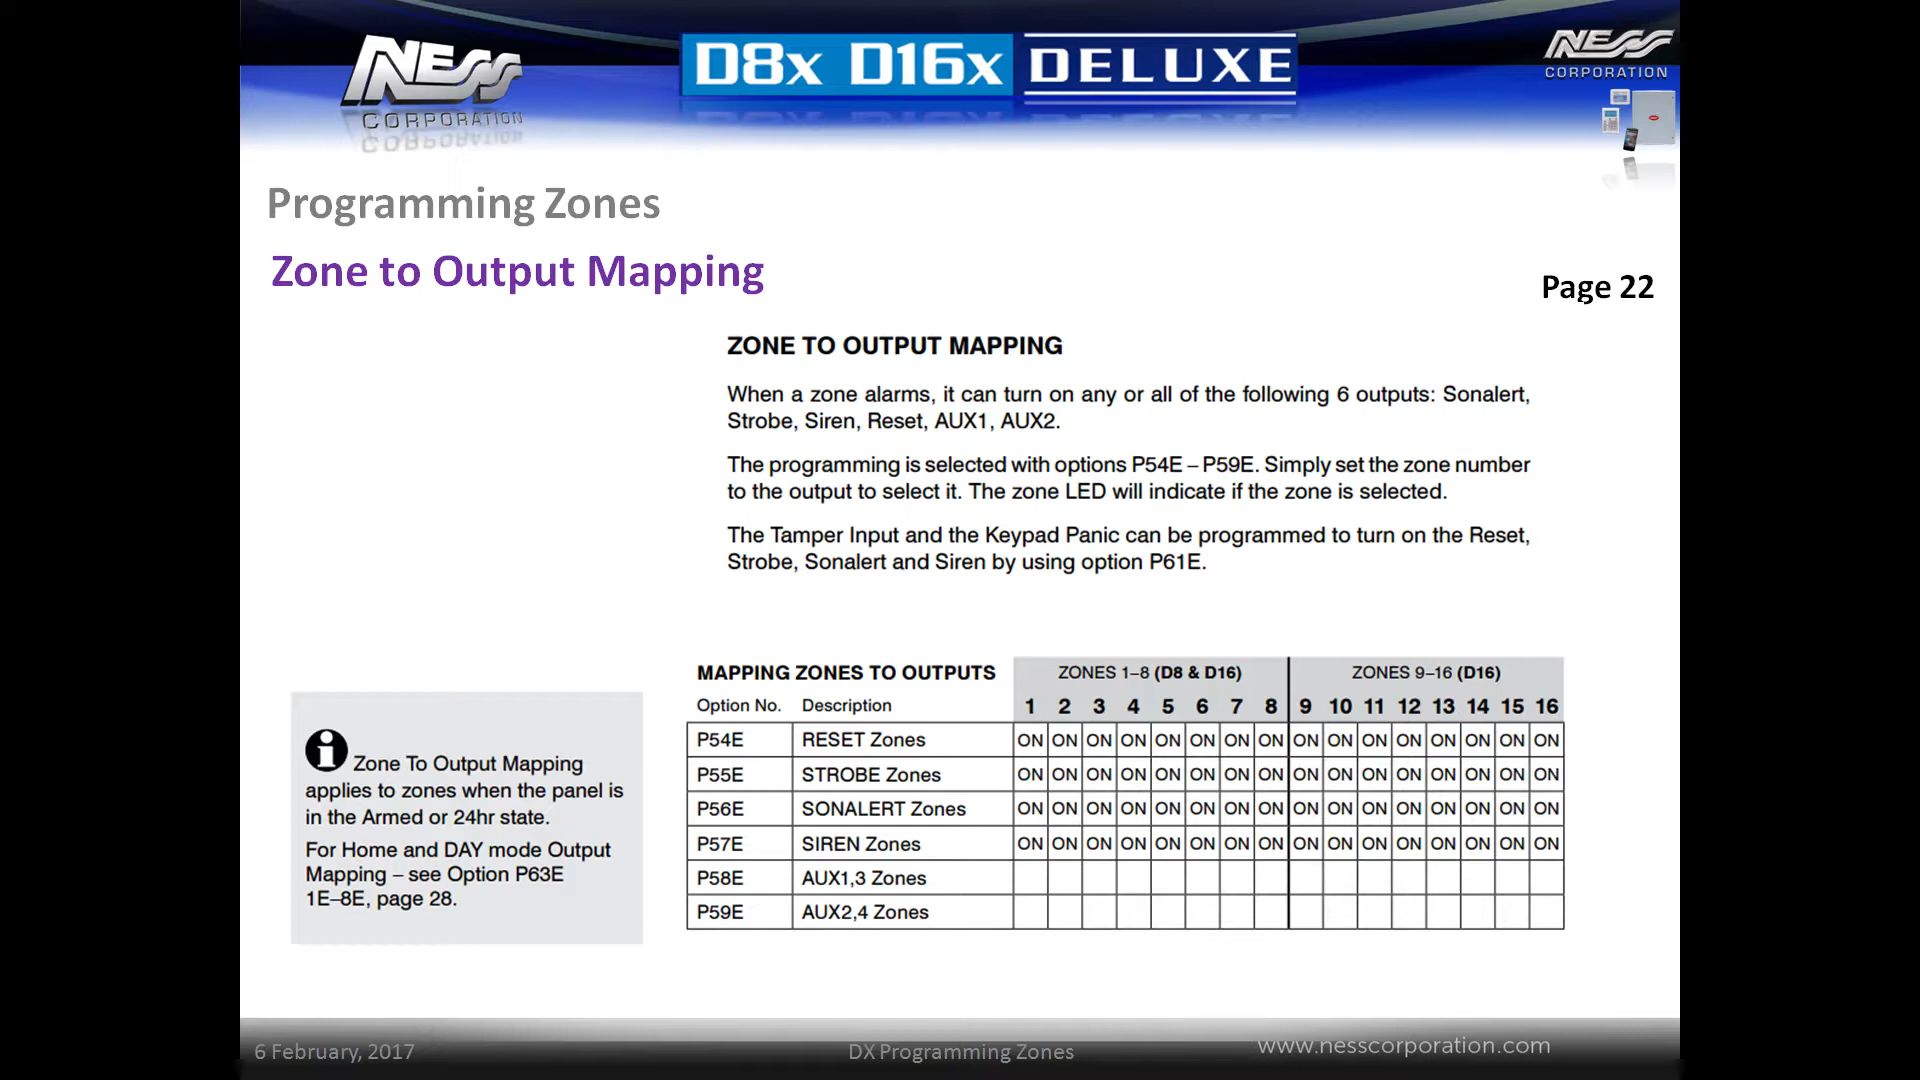 NESS
CORPORATION
D8x D16x DELUXE
NESS
CORPORATION
Programming Zones
Zone to Output Mapping
Page 22
ZONE TO OUTPUT MAPPING
When a zone alarms, it can turn on any or all of the following 6 outputs: Sonalert,
Strobe, Siren, Reset, AUX1, AUX2.
The programming is selected with options P54E – P59E. Simply set the zone number
to the output to select it. The zone LED will indicate if the zone is selected.
The Tamper Input and the Keypad Panic can be programmed to turn on the Reset,
Strobe, Sonalert and Siren by using option P61E.
Zone To Output Mapping
applies to zones when the panel is
in the Armed or 24hr state.
For Home and DAY mode Output
Mapping – see Option P63E
1E–8E, page 28.
MAPPING ZONES TO OUTPUTS ZONES 1–8 (D8 & D16) ZONES 9–16 (D16)
Option No. Description 1 2 3 4 5 6 7 8 9 10 11 12 13 14 15 16
P54E RESET Zones ON ON ON ON ON ON ON ON ON ON ON ON ON ON ON ON
P55E STROBE Zones ON ON ON ON ON ON ON ON ON ON ON ON ON ON ON ON
P56E SONALERT Zones ON ON ON ON ON ON ON ON ON ON ON ON ON ON ON ON
P57E SIREN Zones ON ON ON ON ON ON ON ON ON ON ON ON ON ON ON ON
P58E AUX1,3 Zones
P59E AUX2,4 Zones
6 February, 2017 DX Programming Zones www.nesscorporation.com